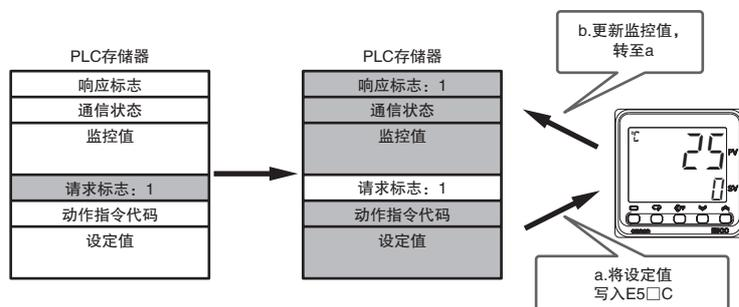 PLC存储器
响应标志
通信状态
监控值
请求标志：1
动作指令代码
设定值
PLC存储器
响应标志：1
通信状态
监控值
请求标志：1
动作指令代码
设定值
b.更新监控值，
转至a
℃
25
PV
0
SV
omron
a.将设定值
写入E5□C